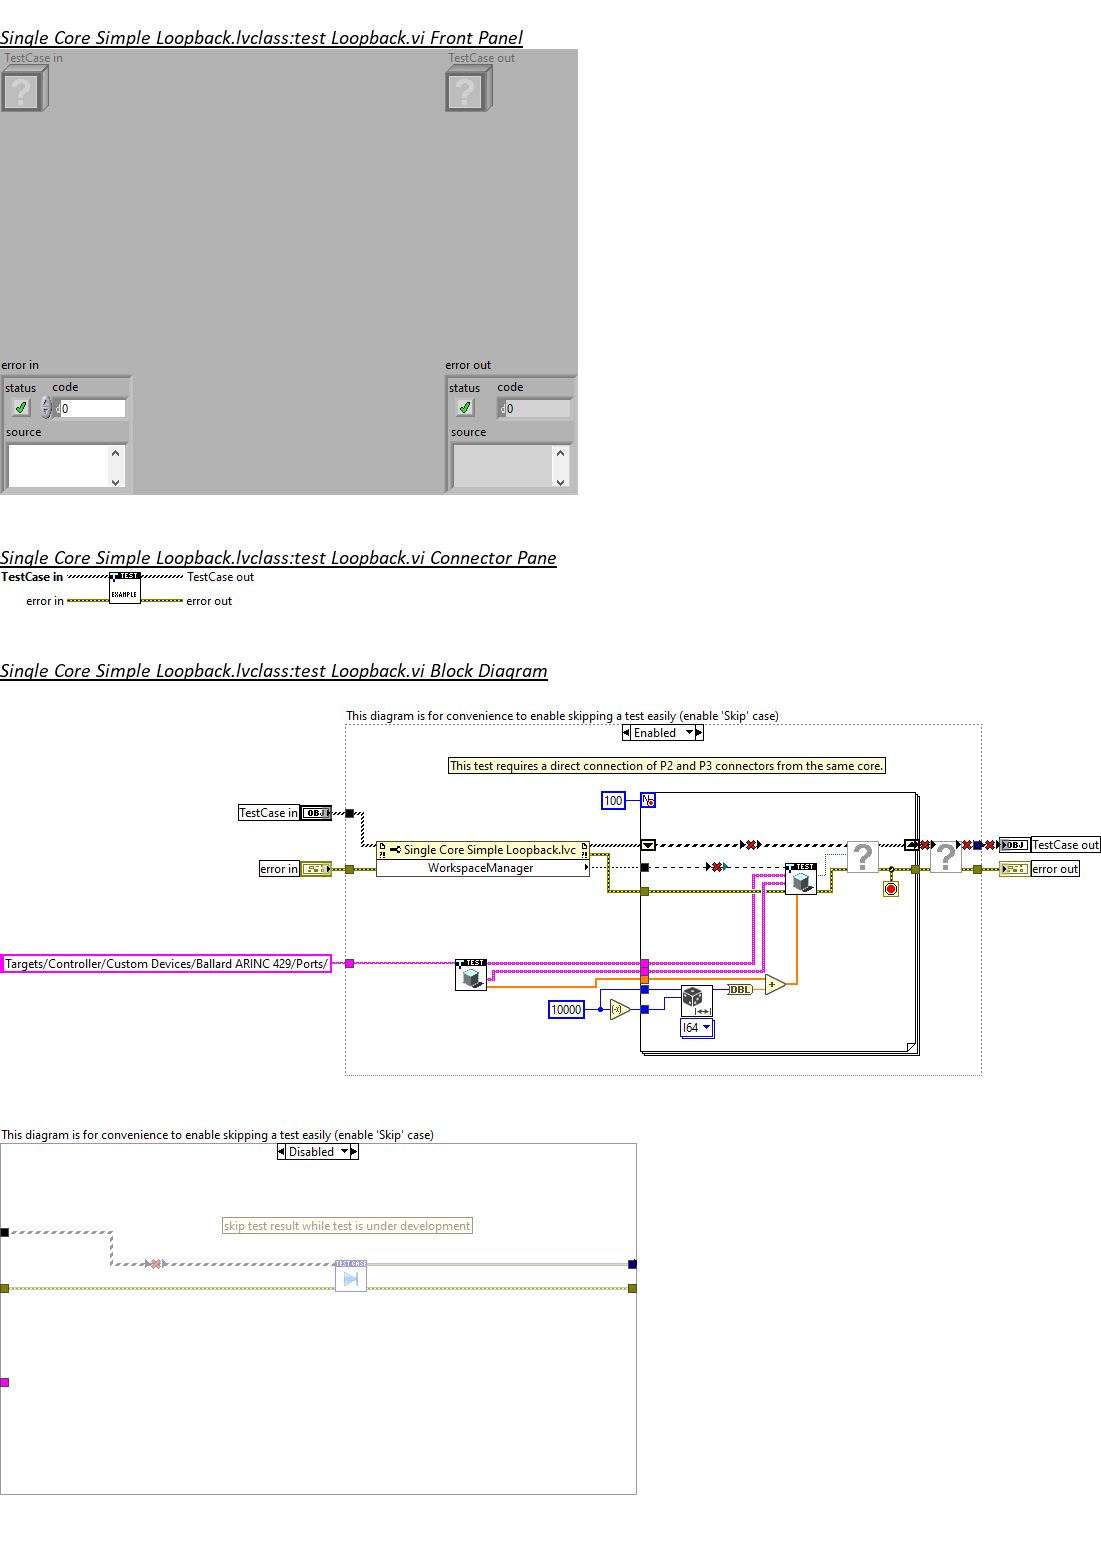 Single Core Simple Loopback.lvclass:test Loopback.vi Front Panel
TestCase in
TestCase out
error in
error out
status code
status code
0
0
source
source
Single Core Simple Loopback.lvclass:test Loopback.vi Connector Pane
TestCase in
TEST
TestCase out
error in
EXAMPLE
error out
Single Core Simple Loopback.lvclass:test Loopback.vi Block Diagram
This diagram is for convenience to enable skipping a test easily (enable 'Skip' case)
Enabled
This test requires a direct connection of P2 and P3 connectors from the same core.
100
N
TestCase in
OBJ
Single Core Simple Loopback.lvc
OBJ
TestCase out
error in
WorkspaceManager
TEST
error out
Targets/Controller/Custom Devices/Ballard ARINC 429/Ports/
TEST
DBL
+
10000
(-x)
I64
This diagram is for convenience to enable skipping a test easily (enable 'Skip' case)
Disabled
skip test result while test is under development
TEST CASE